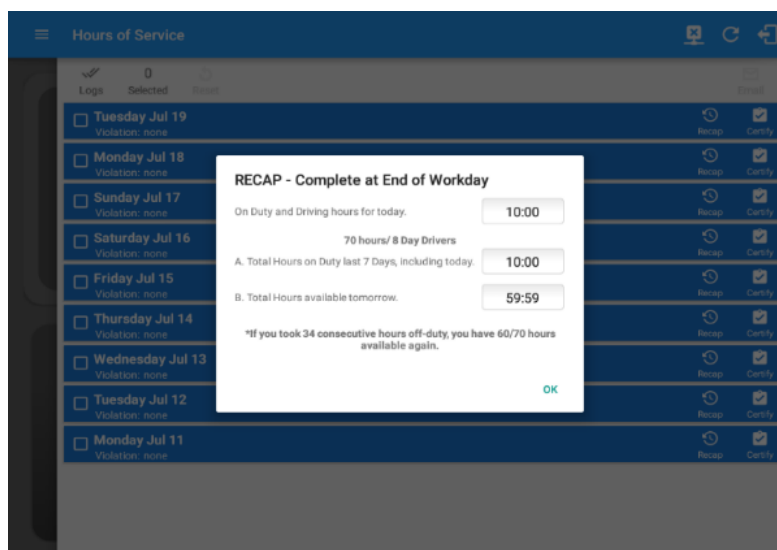 Hours of Service
Logs
0
Selected
Reset
Email
Tuesday Jul 19
Violation: none
Recap
Certify
Monday Jul 18
Violation: none
Recap
Certify
Sunday Jul 17
Violation: none
Recap
Certify
Saturday Jul 16
Violation: none
Recap
Certify
Friday Jul 15
Violation: none
Recap
Certify
Thursday Jul 14
Violation: none
Recap
Certify
Wednesday Jul 13
Violation: none
Recap
Certify
Tuesday Jul 12
Violation: none
Recap
Certify
Monday Jul 11
Violation: none
Recap
Certify
RECAP - Complete at End of Workday
On Duty and Driving hours for today. 10:00
70 hours/ 8 Day Drivers
A. Total Hours on Duty last 7 Days, including today. 10:00
B. Total Hours available tomorrow. 59:59
*If you took 34 consecutive hours off-duty, you have 60/70 hours
available again.
OK